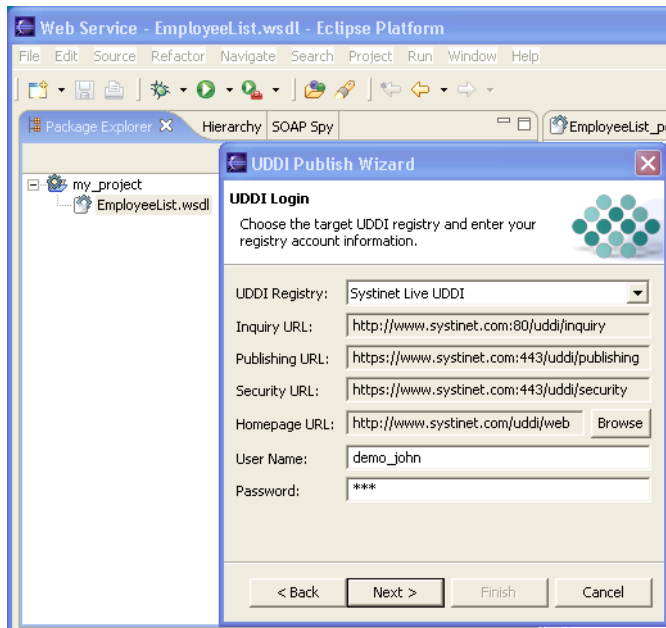 Web Service - EmployeeList.wsdl - Eclipse Platform
File Edit Source Refactor Navigate Search Project Run Window Help
Package Explorer Hierarchy SOAP Spy
my_project
EmployeeList.wsdl
UDDI Publish Wizard
UDDI Login
Choose the target UDDI registry and enter your
registry account information.
UDDI Registry: Systinet Live UDDI
Inquiry URL: http://www.systinet.com:80/uddi/inquiry
Publishing URL: https://www.systinet.com:443/uddi/publishing
Security URL: https://www.systinet.com:443/uddi/security
Homepage URL: http://www.systinet.com/uddi/web Browse
User Name: demo_john
Password: ***
< Back Next > Finish Cancel